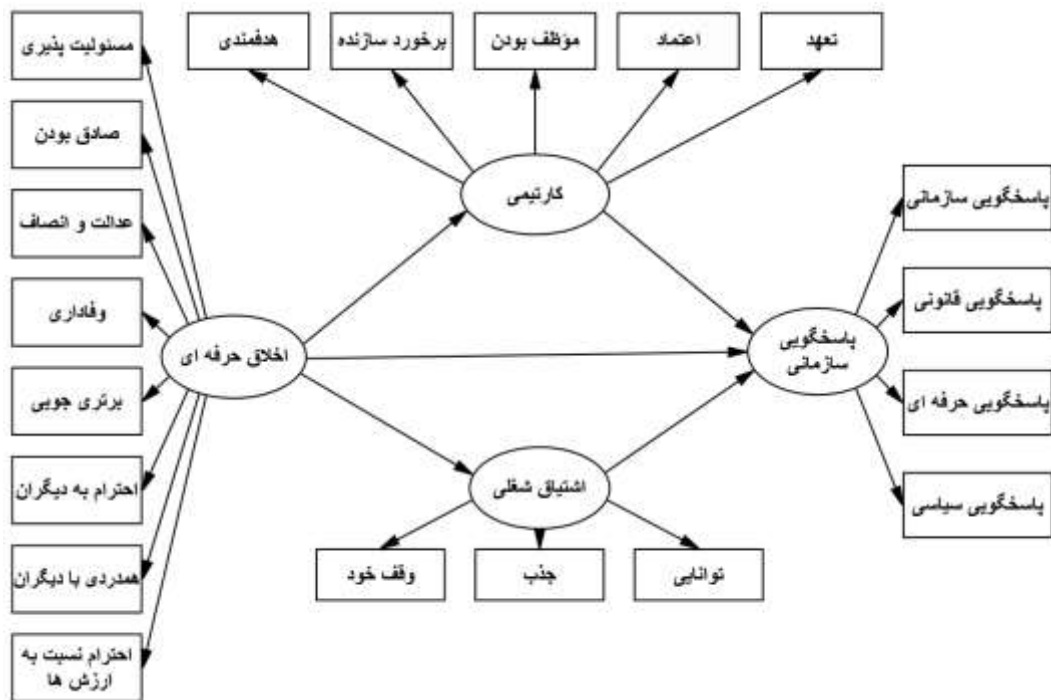 هدفمندی
برخورد سازنده
مؤظف بودن
اعتماد
تعهد
مسئولیت پذیری
صادق بودن
عدالت و انصاف
وفاداری
برتری جویی
احترام به دیگران
همدردی با دیگران
احترام نسبت به
ارزش ها
اخلاق حرفه ای
کارتیمی
اشتیاق شغلی
وقف خود
جذب
توانایی
پاسخگویی
سازمانی
پاسخگویی سازمانی
پاسخگویی قانونی
پاسخگویی حرفه ای
پاسخگویی سیاسی